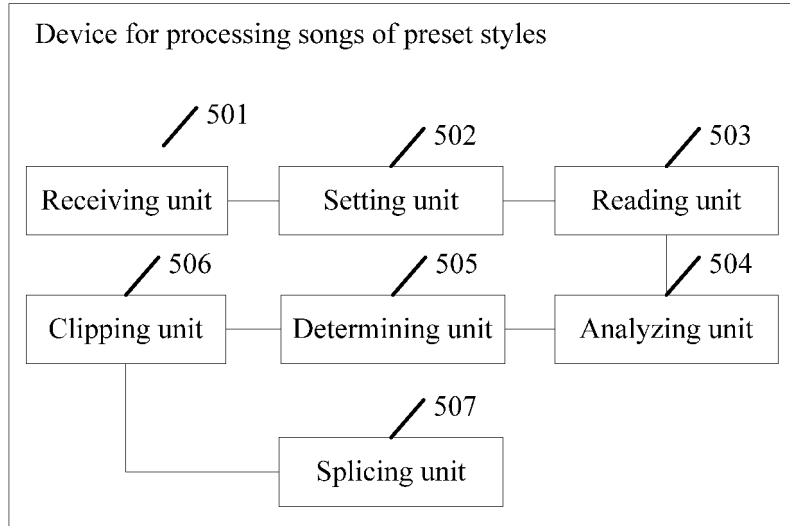 Device for processing songs of preset styles
501
502
503
Receiving unit
Setting unit
Reading unit
506
505
504
Clipping unit
Determining unit
Analyzing unit
507
Splicing unit